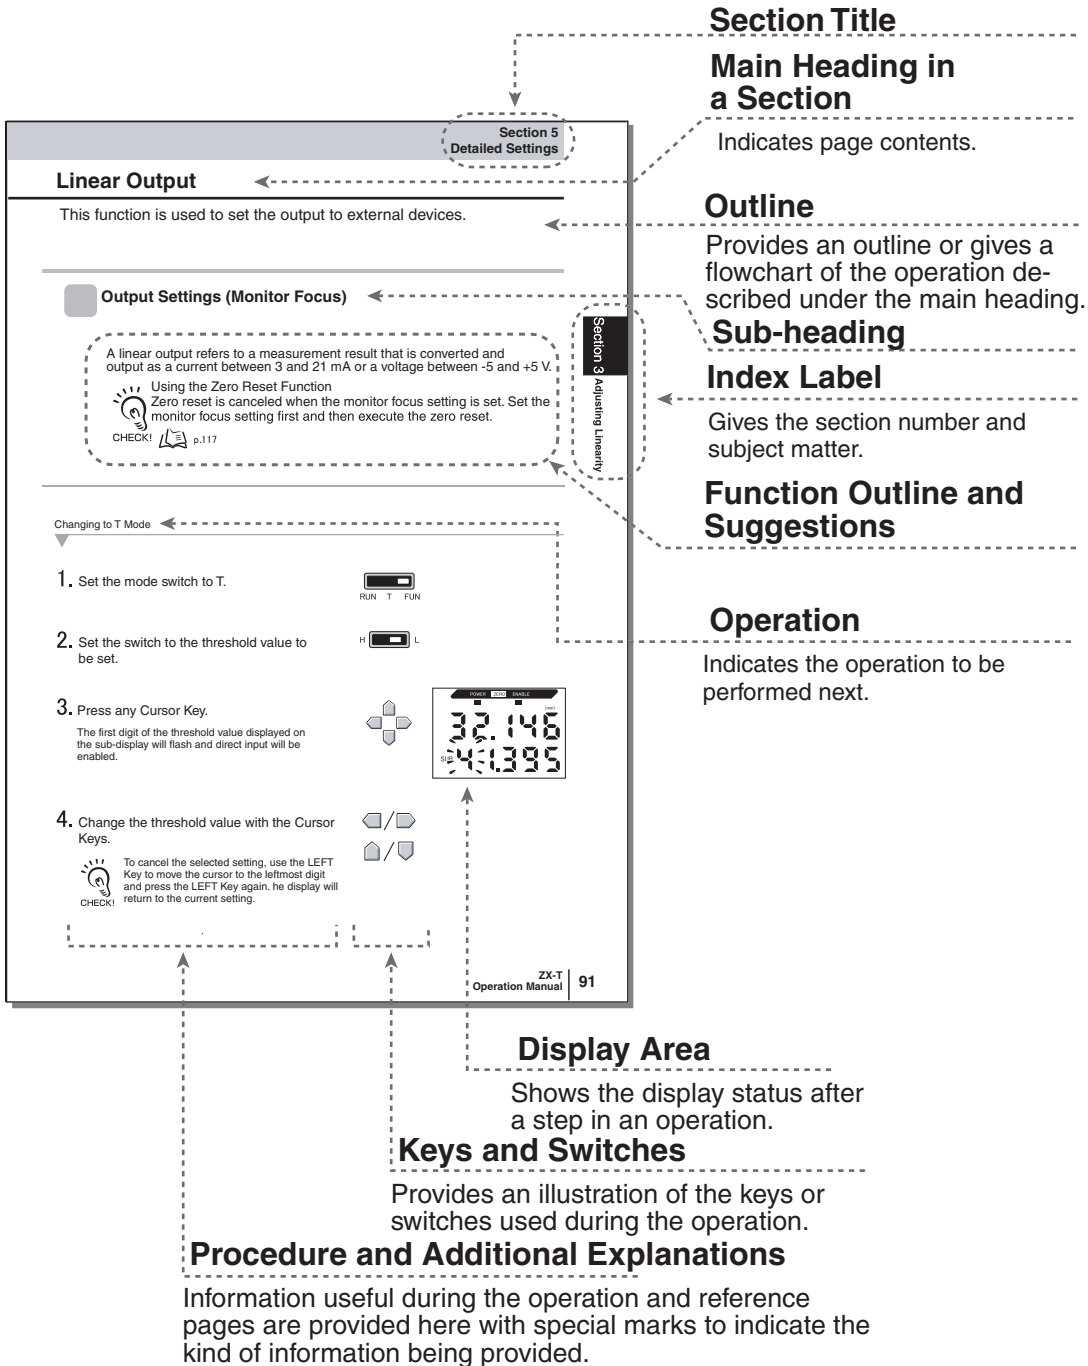 Section Title
Main Heading in
a Section
Indicates page contents.
Section 5
Detailed Settings
Linear Output
This function is used to set the output to external devices.
Outline
Provides an outline or gives a
flowchart of the operation de-
scribed under the main heading.
Output Settings (Monitor Focus)
Sub-heading
A linear output refers to a measurement result that is converted and
output as a current between 3 and 21 mA or a voltage between -5 and +5 V.
Using the Zero Reset Function
Zero reset is canceled when the monitor focus setting is set. Set the
monitor focus setting first and then execute the zero reset.
CHECK!
p.117
Section 3
Adjusting Linearity
Index Label
Gives the section number and
subject matter.
Function Outline and
Suggestions
Changing to T Mode
1. Set the mode switch to T.
RUN T FUN
2. Set the switch to the threshold value to
be set.
H L
Operation
Indicates the operation to be
performed next.
3. Press any Cursor Key.
The first digit of the threshold value displayed on
the sub-display will flash and direct input will be
enabled.
POWER ZERO ENABLE
(mm)
32.146
SUB 41.395
4. Change the threshold value with the Cursor
Keys.
/
/
To cancel the selected setting, use the LEFT
Key to move the cursor to the leftmost digit
and press the LEFT Key again. he display will
return to the current setting.
CHECK!
ZX-T
Operation Manual
91
Display Area
Shows the display status after
a step in an operation.
Keys and Switches
Provides an illustration of the keys or
switches used during the operation.
Procedure and Additional Explanations
Information useful during the operation and reference
pages are provided here with special marks to indicate the
kind of information being provided.